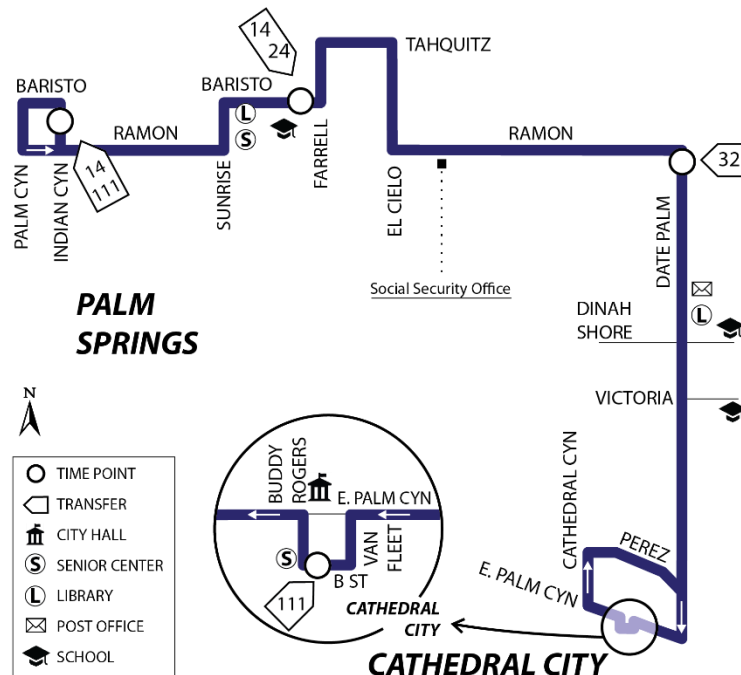 14
24
TAHQUITZ
BARISTO
BARISTO
L
S
RAMON
RAMON
32
14
111
PALM CYN
INDIAN CYN
SUNRISE
FARRELL
EL CIELO
DATE PALM
Social Security Office
PALM
SPRINGS
L
DINAH
SHORE
VICTORIA
N
TIME POINT
TRANSFER
CITY HALL
S SENIOR CENTER
L LIBRARY
POST OFFICE
SCHOOL
BUDDY
ROGERS
E. PALM CYN
VAN
FLEET
S
B ST
111
CATHEDRAL
CITY
CATHEDRAL CYN
PEREZ
E. PALM CYN
CATHEDRAL CITY